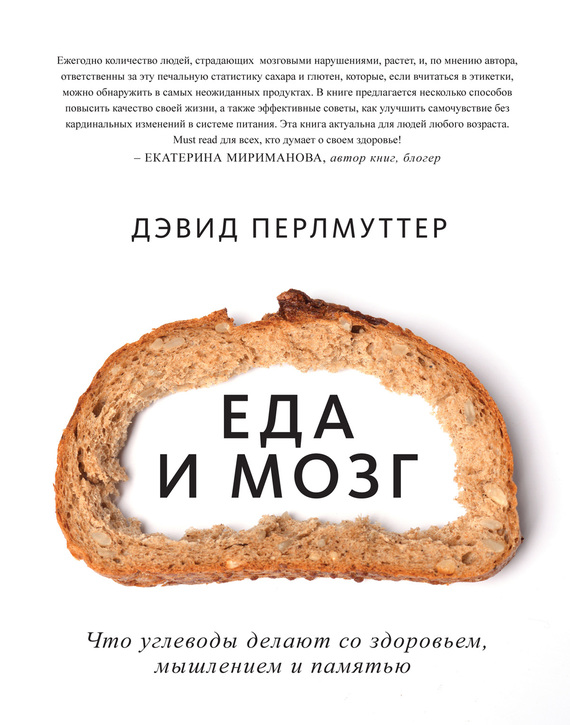 Ежегодно количество людей, страдающих мозговыми нарушениями, растет, и, по мнению автора,
ответственны за эту печальную статистику сахара и глютен, которые, если вчитаться в этикетки,
можно обнаружить в самых неожиданных продуктах. В книге предлагается несколько способов
повысить качество своей жизни, а также эффективные советы, как улучшить самочувствие без
кардинальных изменений в системе питания. Эта книга актуальна для людей любого возраста.
Must read для всех, кто думает о своем здоровье!
– ЕКАТЕРИНА МИРИМАНОВА, автор книг, блогер
ДЭВИД ПЕРЛМУТТЕР
ЕДА
И МОЗГ
Что углеводы делают со здоровьем,
мышлением и памятью